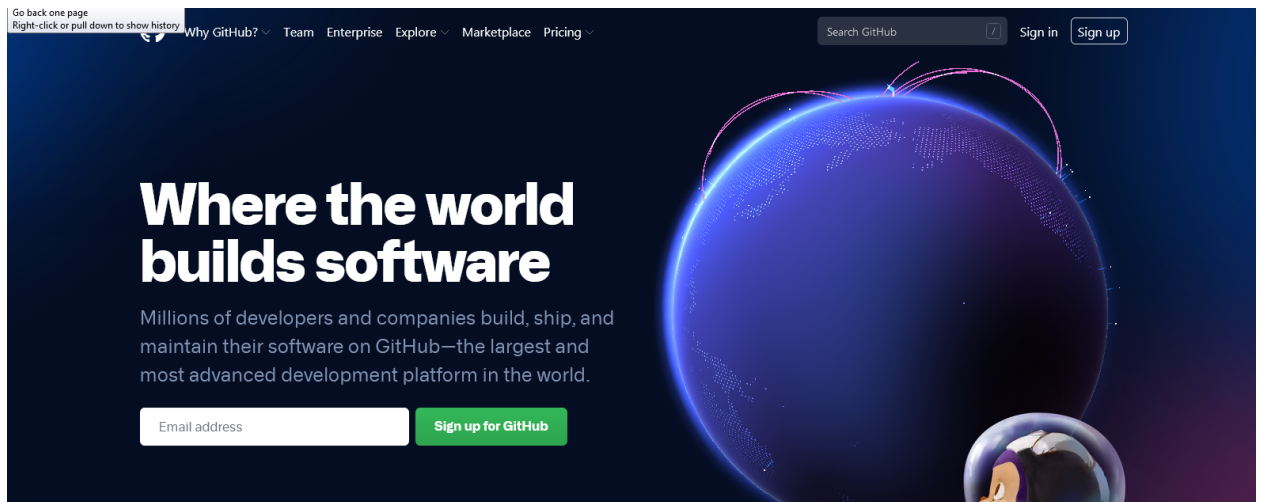 Go back one page
Right-click or pull down to show history
Why GitHub? Team Enterprise Explore Marketplace Pricing Search GitHub / Sign in Sign up
Where the world
builds software
Millions of developers and companies build, ship, and
maintain their software on GitHub—the largest and
most advanced development platform in the world.
Email address Sign up for GitHub